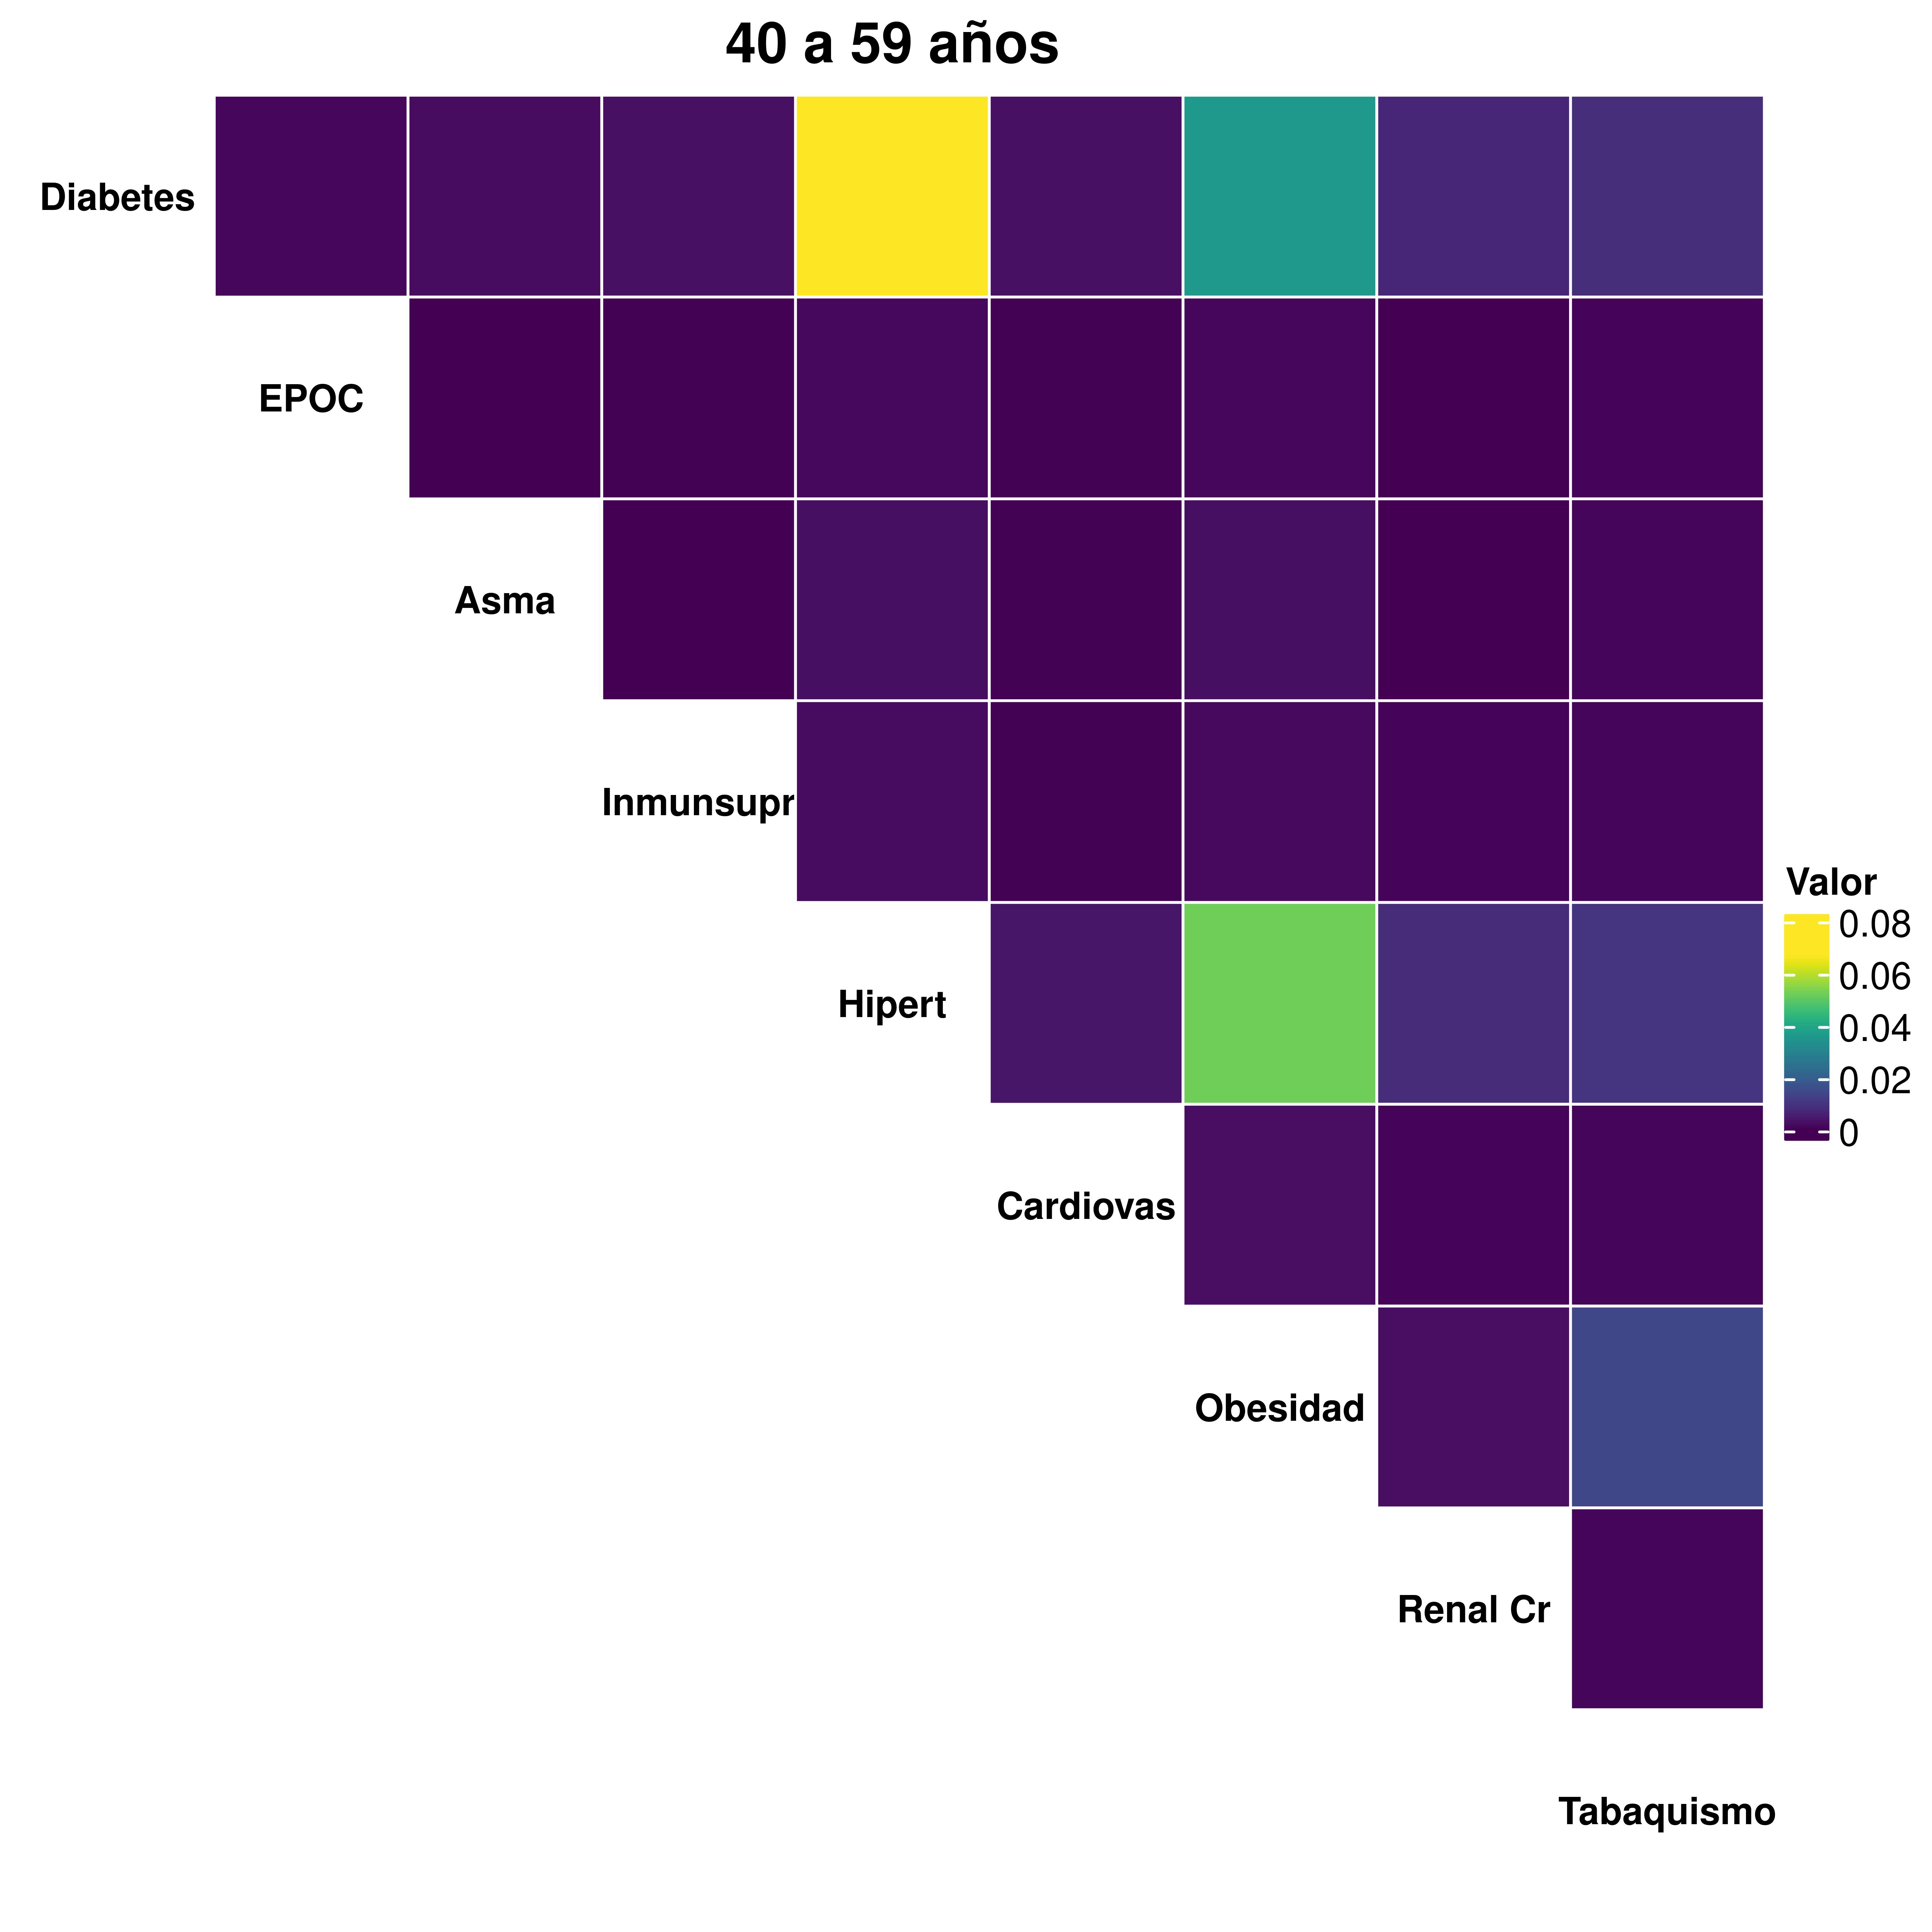 40 a 59 años
Diabetes
EPOC
Asma
Inmunsupr
Valor
0.08
0.06
Hipert
0.04
0.02
0
Cardiovas
Obesidad
Renal Cr
Tabaquismo